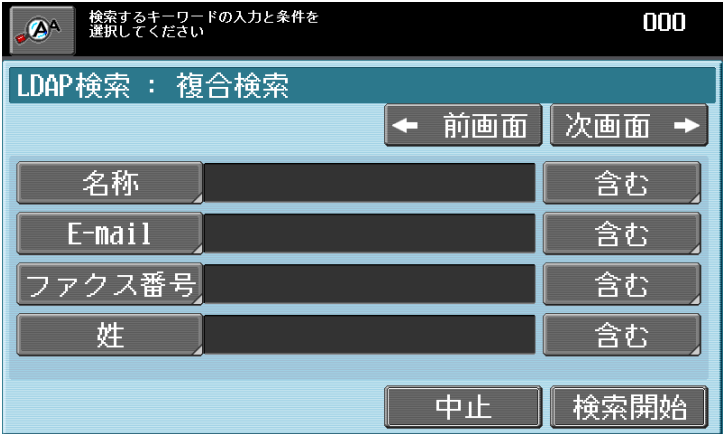 検索するキーワードの入力と条件を
選択してください
000
LDAP検索 : 複合検索
← 前画面 次画面 →
名称 含む
E-mail 含む
ファクス番号 含む
姓 含む
中止 検索開始